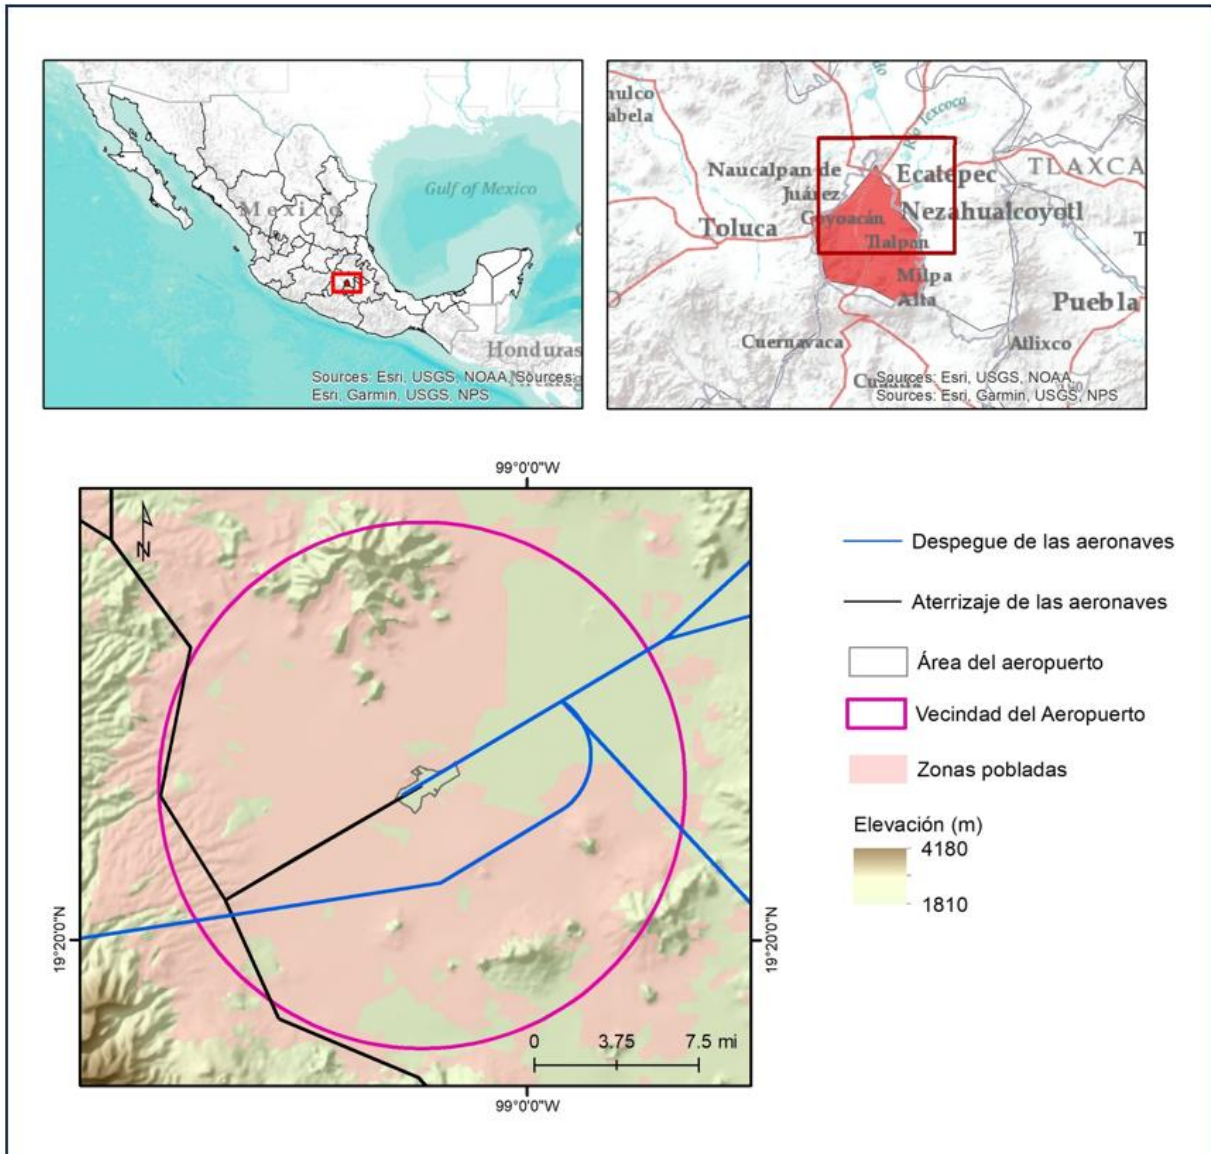 Mexico
Gulf of Mexico
Honduras
Sources: Esri, USGS, NOAA, Sources:
Esri, Garmin, USGS, NPS
Río Texcoco
Naucalpan de
Juárez
Ecatepec
TLAXCA
Coyoacán
Nezahualcoyotl
Toluca
Tlalpan
Milpa
Alta
Puebla
Cuernavaca
Atlixco
Sources: Esri, USGS, NOAA,
Sources: Esri, Garmin, USGS, NPS
99°0'0"W
N
19°20'0"N
19°20'0"N
0 3.75 7.5 mi
99°0'0"W
Despegue de las aeronaves
Aterrizaje de las aeronaves
Área del aeropuerto
Vecindad del Aeropuerto
Zonas pobladas
Elevación (m)
4180
1810